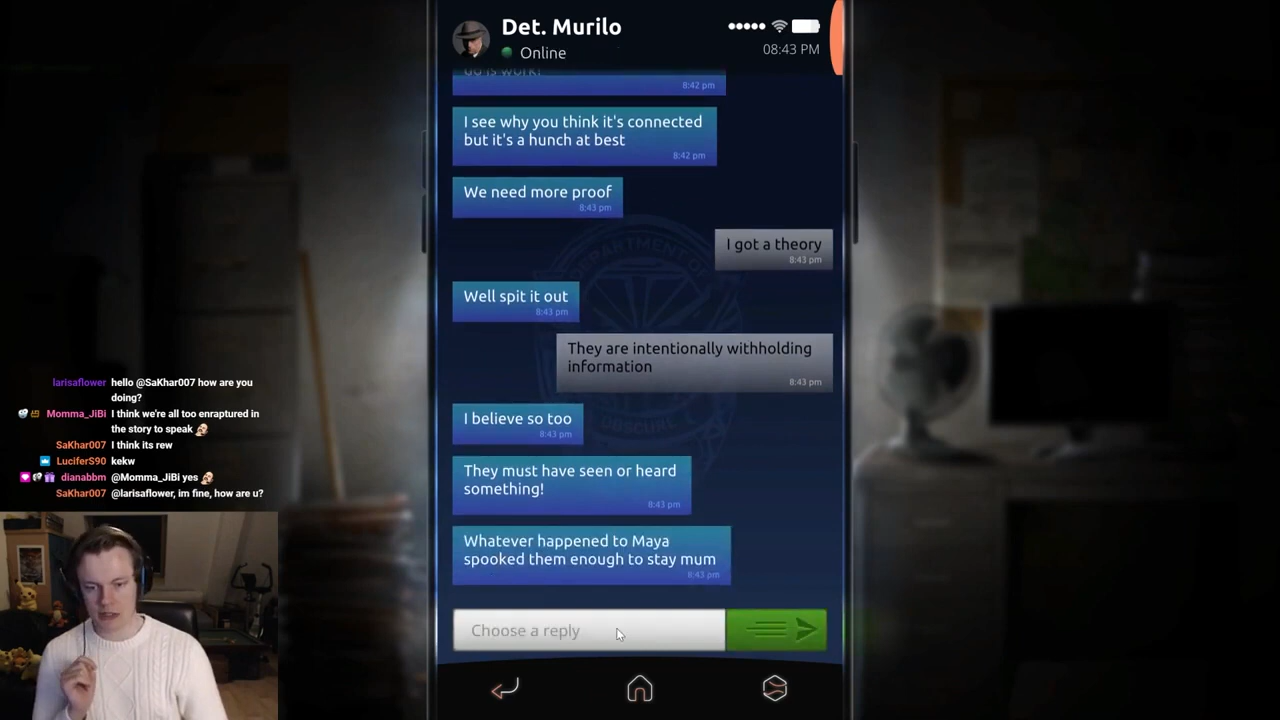 Det. Murilo
Online
08:43 PM
do is work!
8:42 pm
I see why you think it's connected
but it's a hunch at best
8:42 pm
We need more proof
8:43 pm
I got a theory
8:43 pm
Well spit it out
8:43 pm
They are intentionally withholding
information
8:43 pm
I believe so too
8:43 pm
They must have seen or heard
something!
8:43 pm
Whatever happened to Maya
spooked them enough to stay mum
8:43 pm
Choose a reply
larisaflower hello @SaKhar007 how are you
doing?
Momma_JiBi I think we're all too enraptured in
the story to speak
SaKhar007 I think its rew
LuciferS90 kekw
dianabbm @Momma_JiBi yes
SaKhar007 @larisaflower, im fine, how are u?